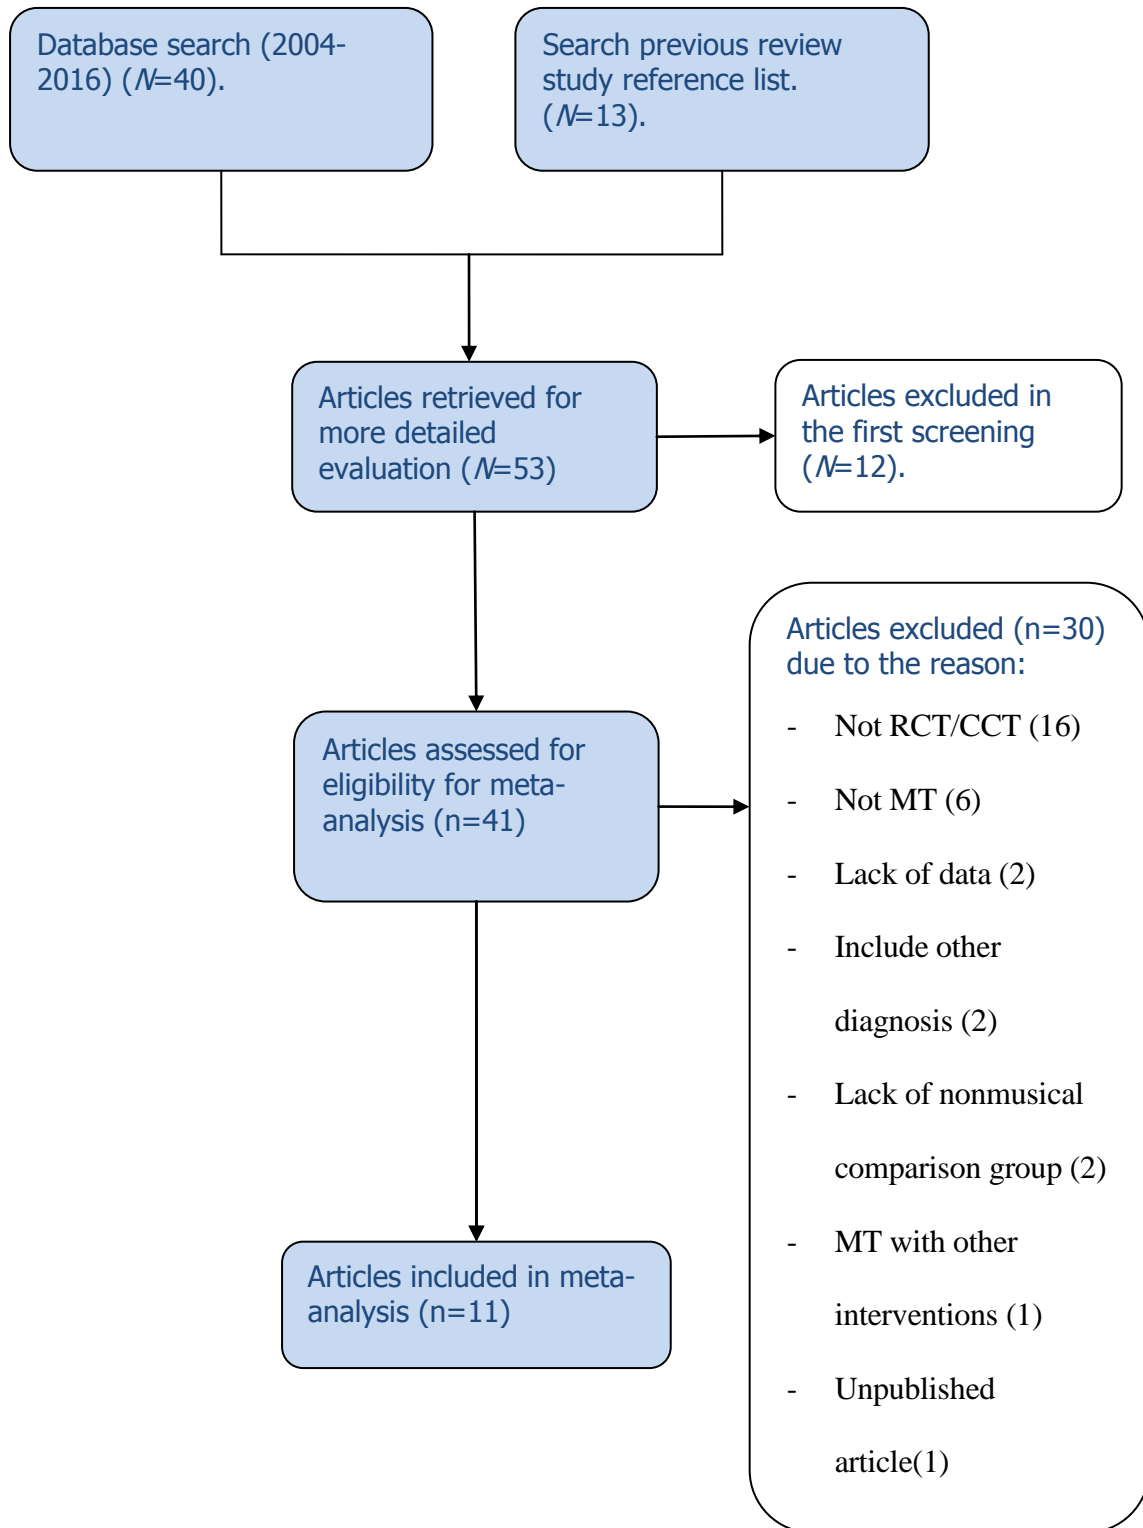 Database search (2004-
2016) (N=40).
Search previous review
study reference list.
(N=13).
Articles retrieved for
more detailed
evaluation (N=53)
Articles excluded in
the first screening
(N=12).
Articles assessed for
eligibility for meta-
analysis (n=41)
Articles excluded (n=30)
due to the reason:
- Not RCT/CCT (16)
- Not MT (6)
- Lack of data (2)
- Include other
diagnosis (2)
- Lack of nonmusical
comparison group (2)
- MT with other
interventions (1)
- Unpublished
article(1)
Articles included in meta-
analysis (n=11)